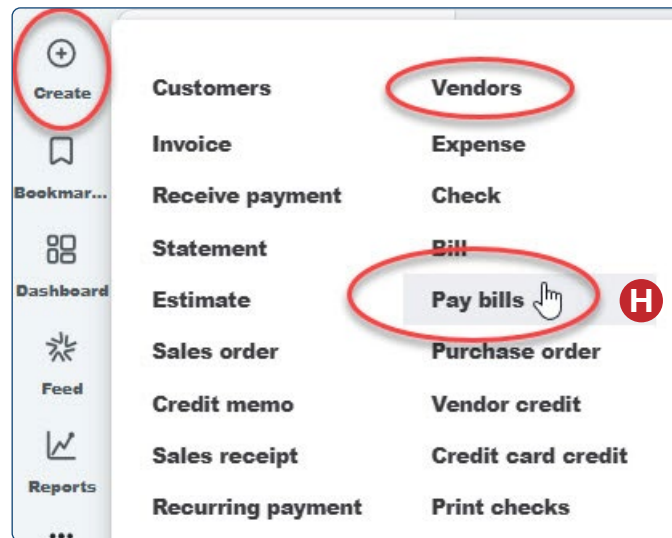 Create
Bookmar...
Dashboard
Feed
Reports
Customers
Invoice
Receive payment
Statement
Estimate
Sales order
Credit memo
Sales receipt
Recurring payment
Vendors
Expense
Check
Bill
Pay bills
H
Purchase order
Vendor credit
Credit card credit
Print checks